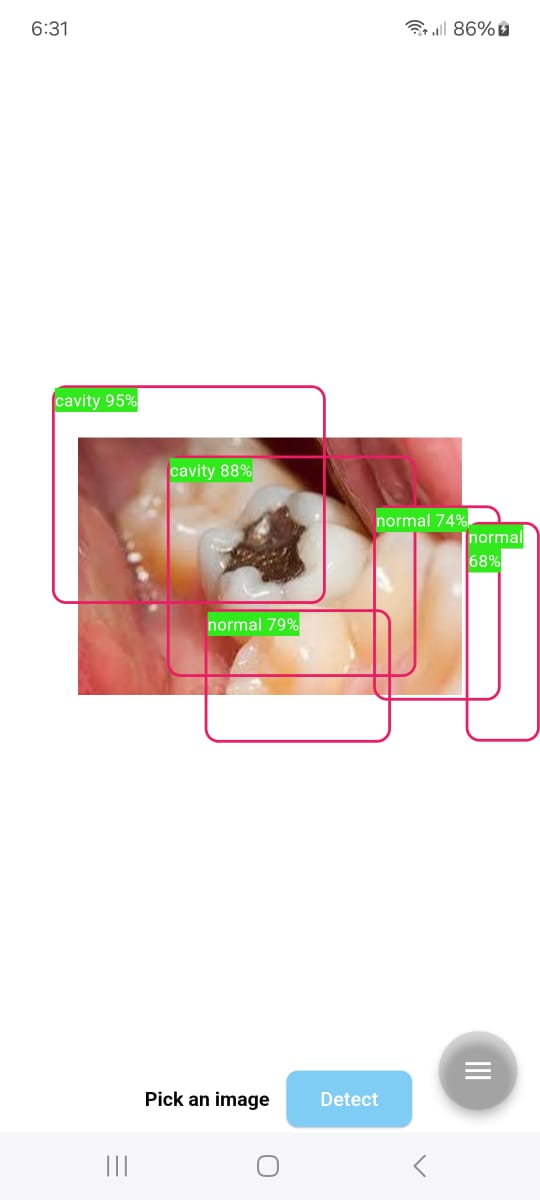 6:31
86%
cavity 95%
cavity 88%
normal 74%
normal
68%
normal 79%
Pick an image
Detect